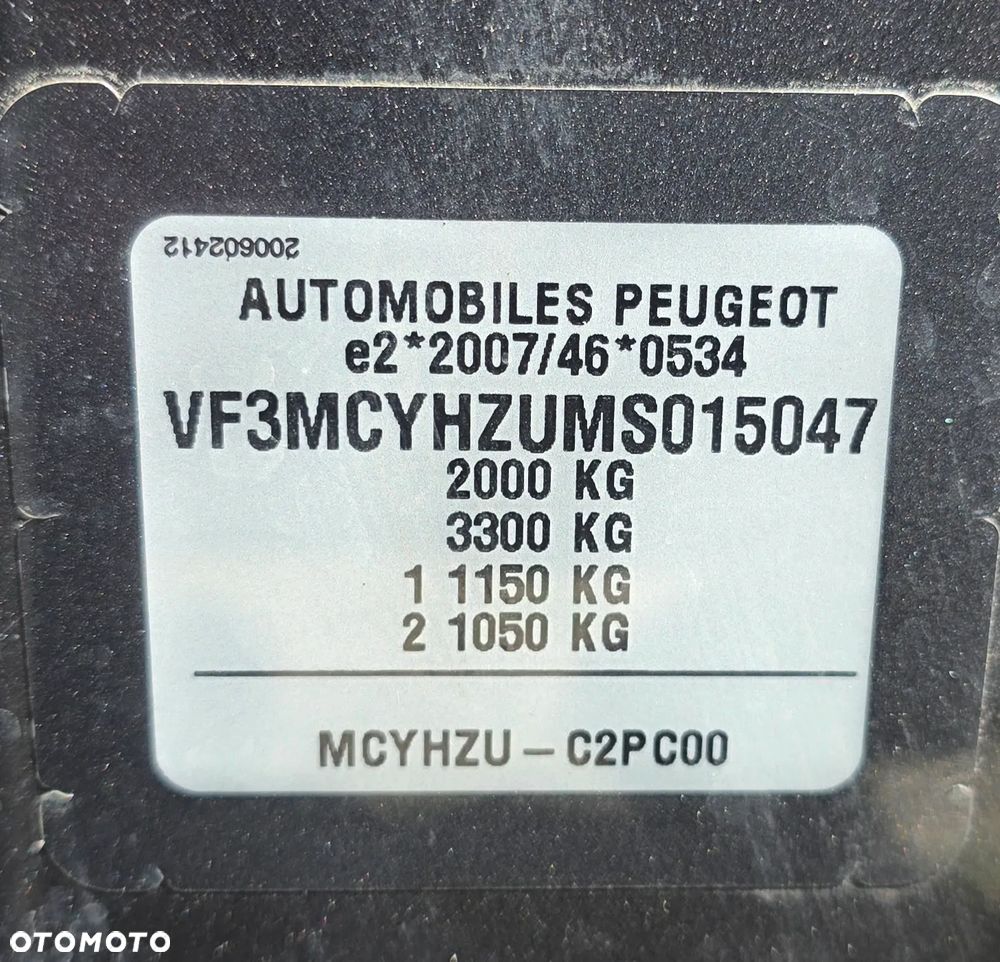 200602412
AUTOMOBILES PEUGEOT
e2*2007/46*0534
VF3MCYHZUMS015047
2000 KG
3300 KG
1 1150 KG
2 1050 KG
MCYHZU – C2PC00
OTOMOTO